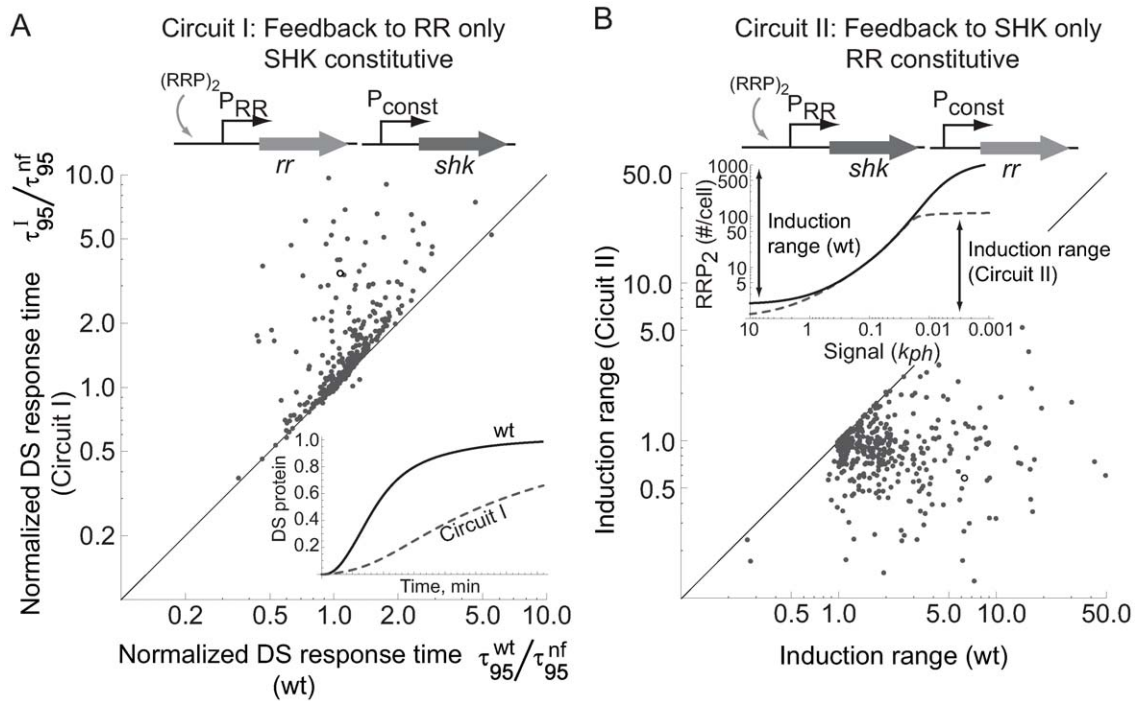 A
Circuit I: Feedback to RR only
SHK constitutive
(RRP)2
PRR
Pconst
rr
shk
τ95I/τ95nf
Normalized DS response time
(Circuit I)
10.0
5.0
2.0
1.0
0.5
0.2
DS protein
1.0
0.8
0.6
0.4
0.2
wt
Circuit I
Time, min
0.2
0.5
1.0
2.0
5.0
10.0
Normalized DS response time τ95wt/τ95nf
(wt)
B
Circuit II: Feedback to SHK only
RR constitutive
(RRP)2
PRR
Pconst
shk
rr
Induction range (Cicuit II)
50.0
10.0
5.0
1.0
0.5
RRP2 (#/cell)
1000
500
100
50
10
5
Induction
range (wt)
Induction range
(Circuit II)
10
1
0.1
0.01
0.001
Signal (kph)
0.5
1.0
5.0
10.0
50.0
Induction range (wt)